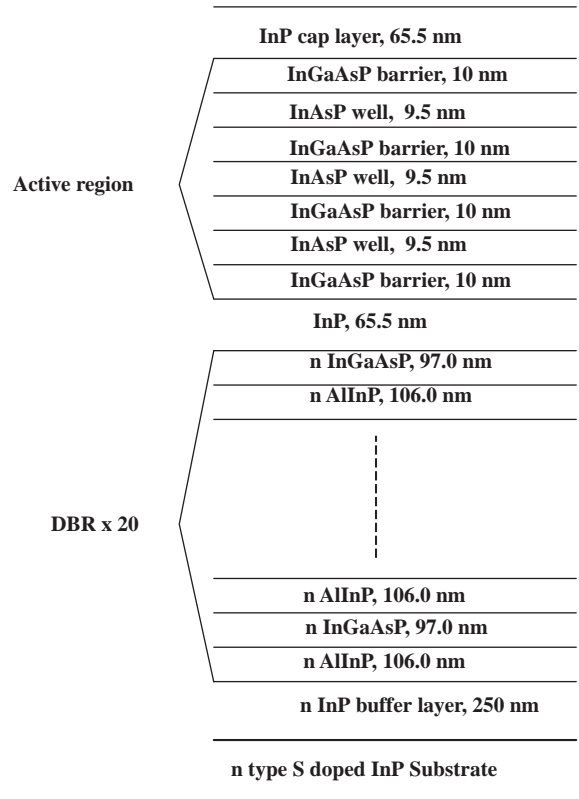 InP cap layer, 65.5 nm
InGaAsP barrier, 10 nm
InAsP well,  9.5 nm
InGaAsP barrier, 10 nm
Active region
InAsP well,  9.5 nm
InGaAsP barrier, 10 nm
InAsP well,  9.5 nm
InGaAsP barrier, 10 nm
InP, 65.5 nm
n InGaAsP, 97.0 nm
n AlInP, 106.0 nm
DBR x 20
n AlInP, 106.0 nm
n InGaAsP, 97.0 nm
n AlInP, 106.0 nm
n InP buffer layer, 250 nm
n type S doped InP Substrate